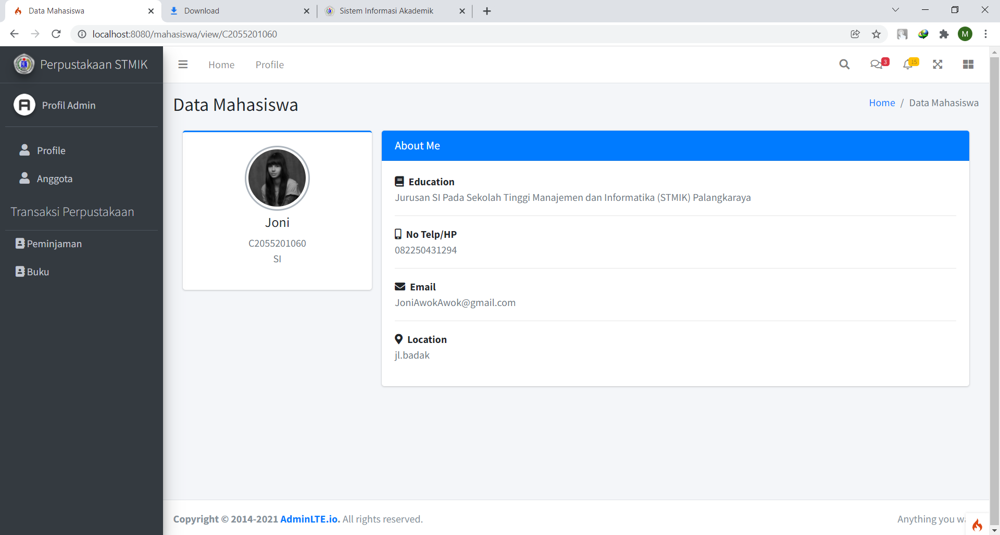 Data Mahasiswa
Download
Sistem Informasi Akademik
localhost:8080/mahasiswa/view/C2055201060
M
Perpustakaan STMIK
Home
Profile
3
15
Profil Admin
Profile
Anggota
Transaksi Perpustakaan
Peminjaman
Buku
Data Mahasiswa
Home / Data Mahasiswa
Joni
C2055201060
SI
About Me
Education
Jurusan SI Pada Sekolah Tinggi Manajemen dan Informatika (STMIK) Palangkaraya
No Telp/HP
082250431294
Email
JoniAwokAwok@gmail.com
Location
jl.badak
Copyright © 2014-2021 AdminLTE.io. All rights reserved.
Anything you